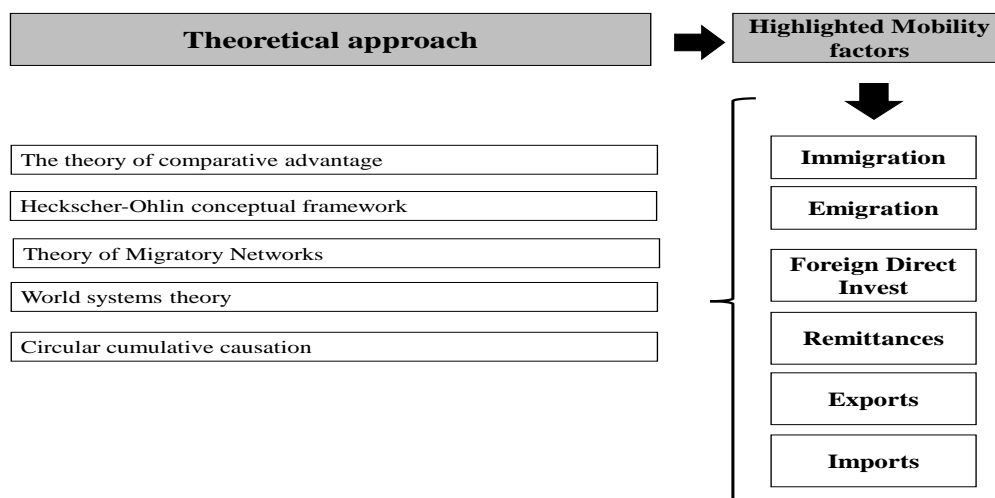 Theoretical approach
Highlighted Mobility
factors
The theory of comparative advantage
Heckscher-Ohlin conceptual framework
Theory of Migratory Networks
World systems theory
Circular cumulative causation
Immigration
Emigration
Foreign Direct
Invest
Remittances
Exports
Imports